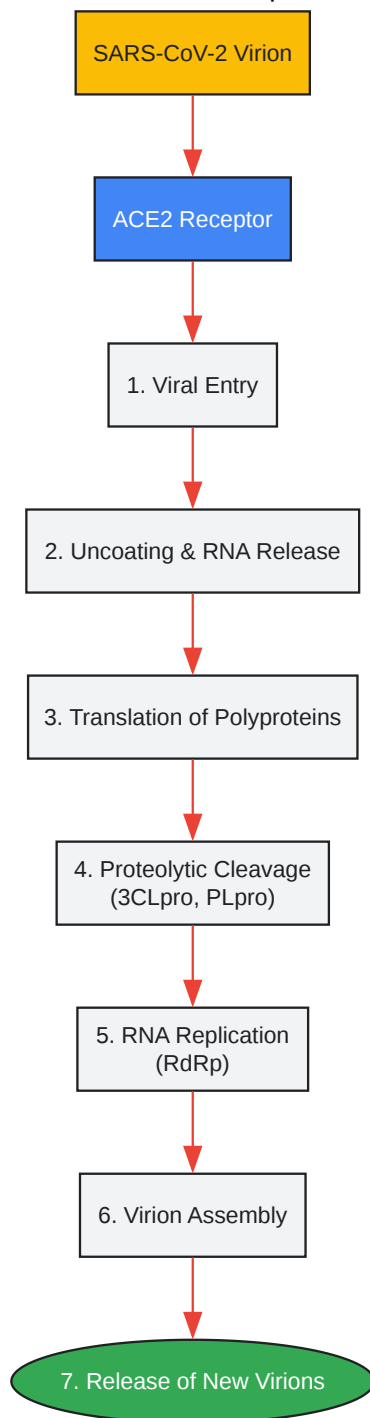 SARS-CoV-2 Virion
ACE2 Receptor
1. Viral Entry
2. Uncoating & RNA Release
3. Translation of Polyproteins
4. Proteolytic Cleavage
(3CLpro, PLpro)
5. RNA Replication
(RdRp)
6. Virion Assembly
7. Release of New Virions